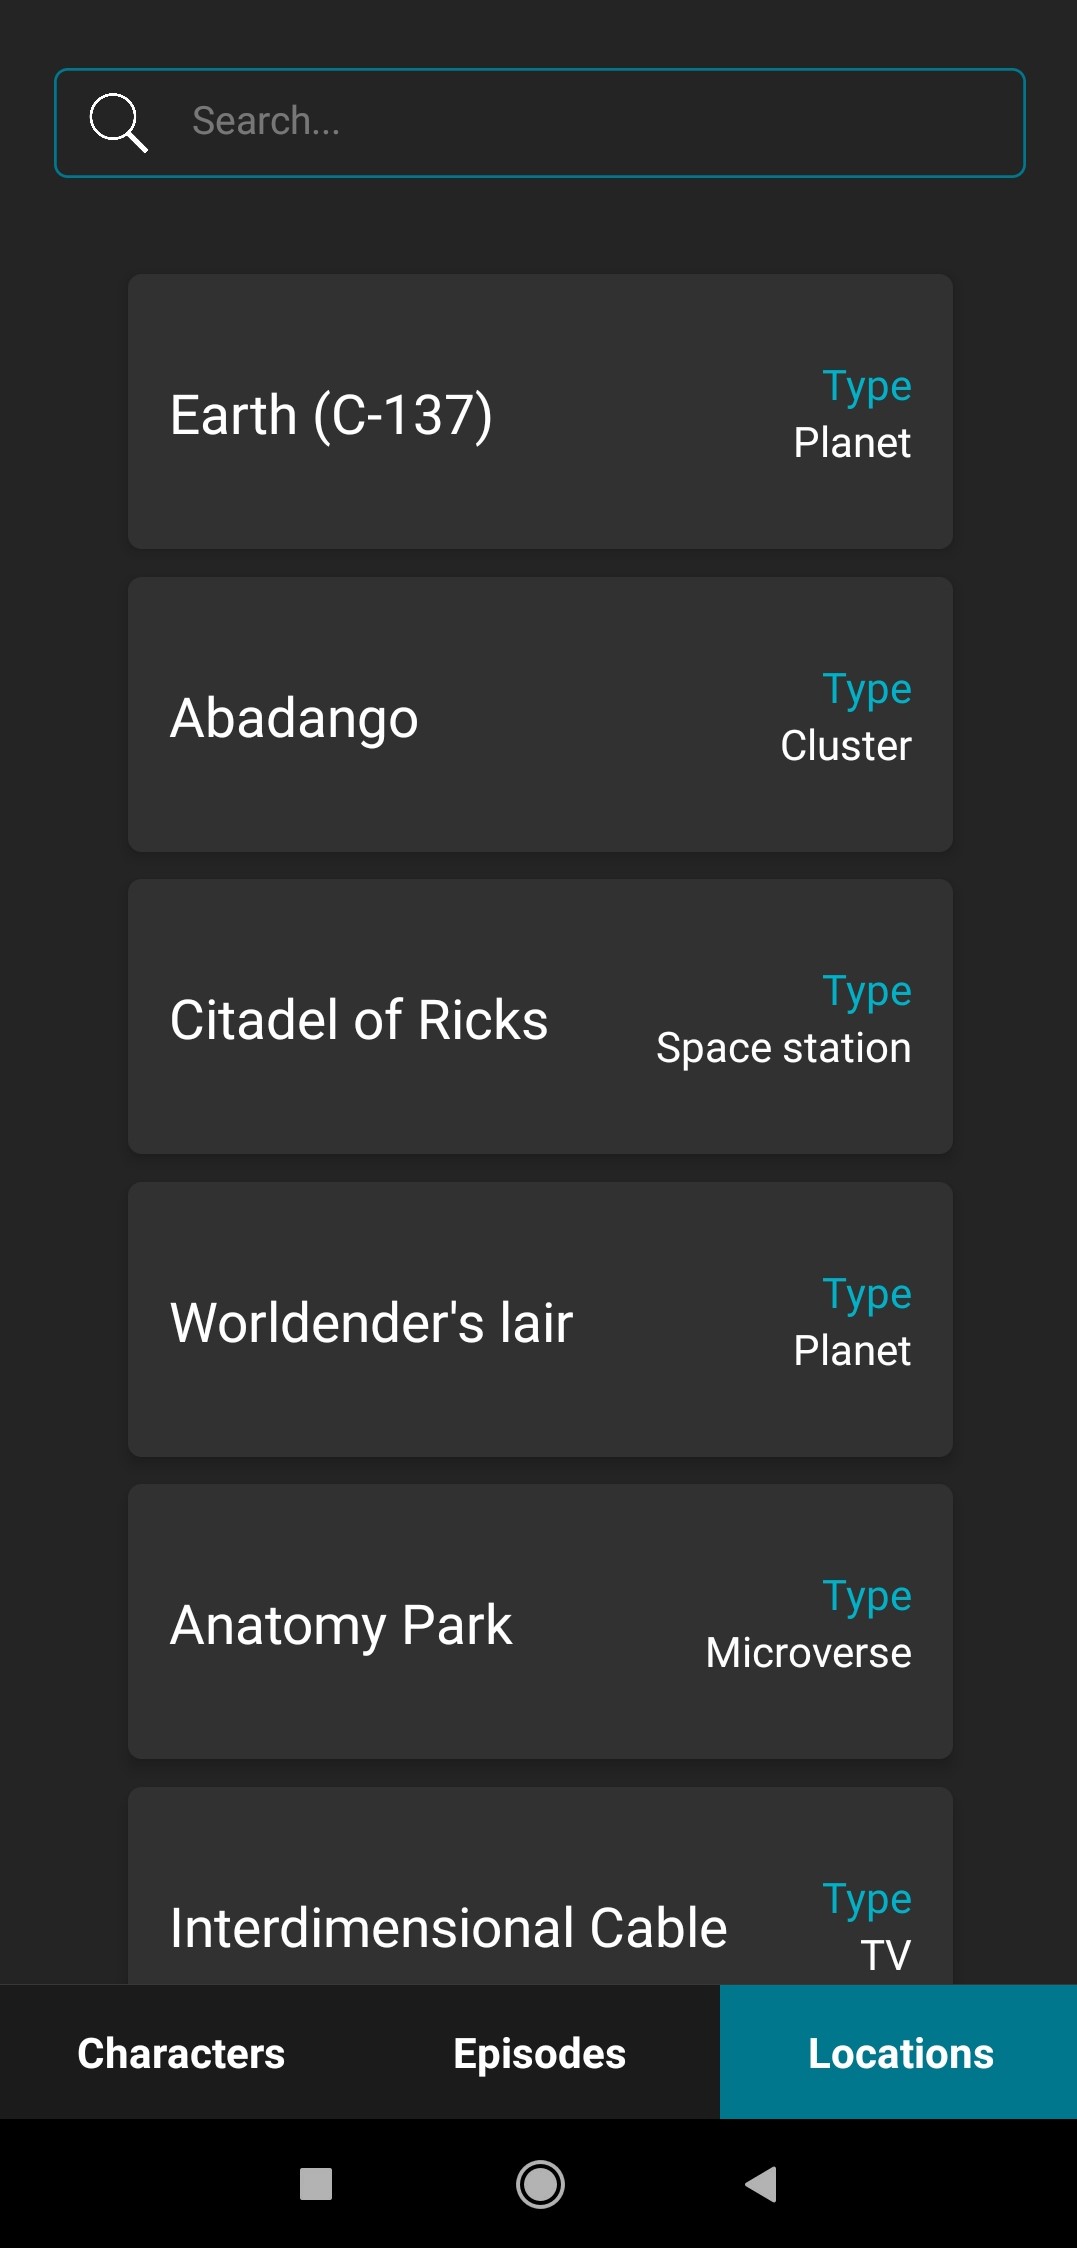 Search...
Earth (C-137)
Type
Planet
Abadango
Type
Cluster
Citadel of Ricks
Type
Space station
Worldender's lair
Type
Planet
Anatomy Park
Type
Microverse
Interdimensional Cable
Type
TV
Characters
Episodes
Locations